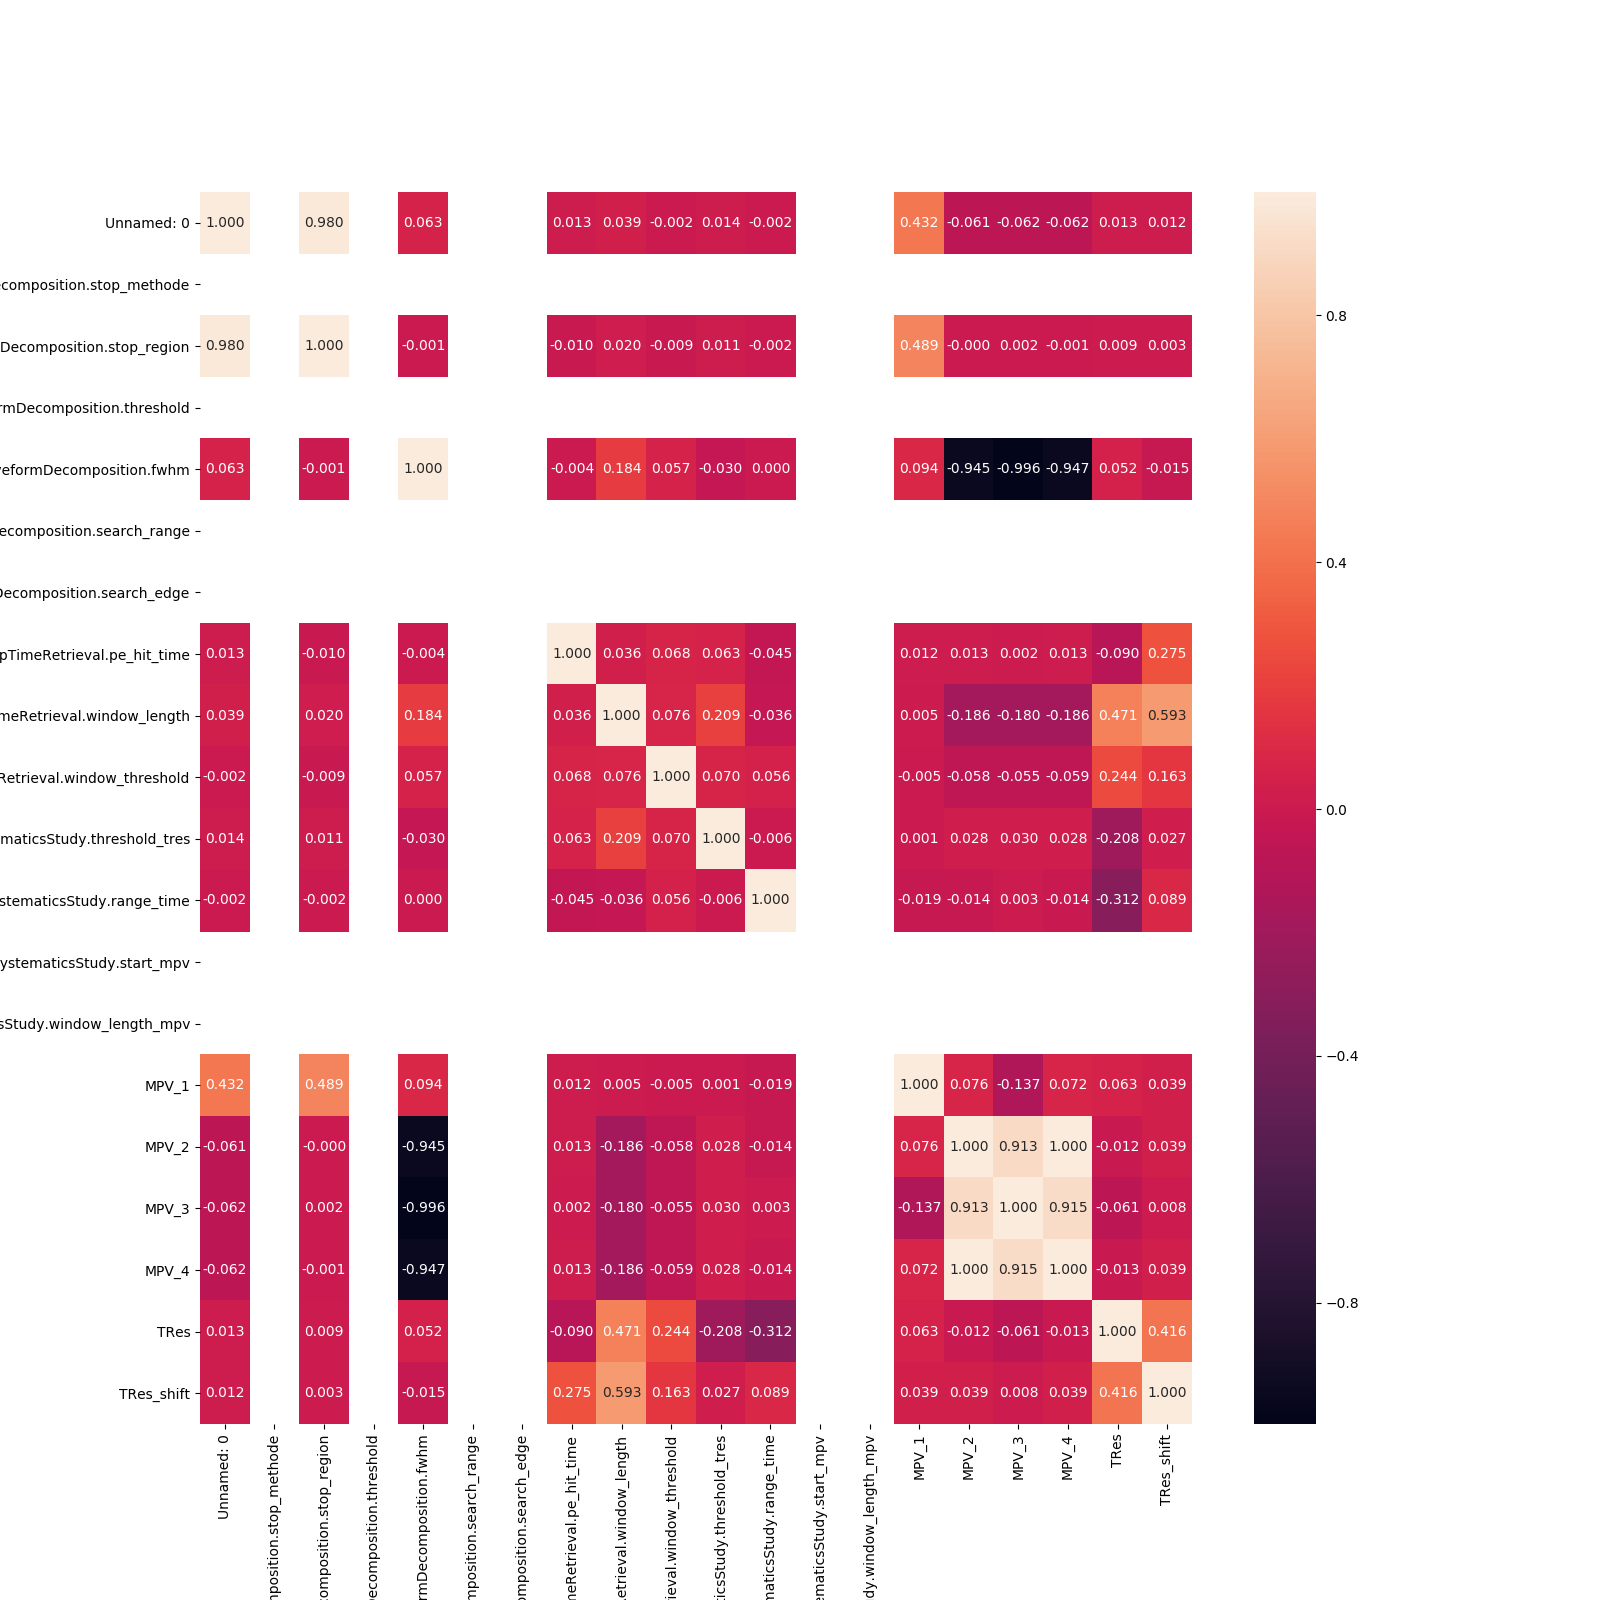 Unnamed: 0 1.000 0.980 0.063 0.013 0.039 -0.002 0.014 -0.002 0.432 -0.061 -0.062 -0.062 0.013 0.012
ecomposition.stop_methode
0.8
Decomposition.stop_region 0.980 1.000 -0.001 -0.010 0.020 -0.009 0.011 -0.002 0.489 -0.000 0.002 -0.001 0.009 0.003
rmDecomposition.threshold
veformDecomposition.fwhm 0.063 -0.001 1.000 -0.004 0.184 0.057 -0.030 0.000 0.094 -0.945 -0.996 -0.947 0.052 -0.015
ecomposition.search_range
0.4
Decomposition.search_edge
pTimeRetrieval.pe_hit_time 0.013 -0.010 -0.004 1.000 0.036 0.068 0.063 -0.045 0.012 0.013 0.002 0.013 -0.090 0.275
meRetrieval.window_length 0.039 0.020 0.184 0.036 1.000 0.076 0.209 -0.036 0.005 -0.186 -0.180 -0.186 0.471 0.593
Retrieval.window_threshold -0.002 -0.009 0.057 0.068 0.076 1.000 0.070 0.056 -0.005 -0.058 -0.055 -0.059 0.244 0.163
0.0
maticsStudy.threshold_tres 0.014 0.011 -0.030 0.063 0.209 0.070 1.000 -0.006 0.001 0.028 0.030 0.028 -0.208 0.027
stematicsStudy.range_time -0.002 -0.002 0.000 -0.045 -0.036 0.056 -0.006 1.000 -0.019 -0.014 0.003 -0.014 -0.312 0.089
ystematicsStudy.start_mpv
sStudy.window_length_mpv
−0.4
MPV_1 0.432 0.489 0.094 0.012 0.005 -0.005 0.001 -0.019 1.000 0.076 -0.137 0.072 0.063 0.039
MPV_2 -0.061 -0.000 -0.945 0.013 -0.186 -0.058 0.028 -0.014 0.076 1.000 0.913 1.000 -0.012 0.039
MPV_3 -0.062 0.002 -0.996 0.002 -0.180 -0.055 0.030 0.003 -0.137 0.913 1.000 0.915 -0.061 0.008
MPV_4 -0.062 -0.001 -0.947 0.013 -0.186 -0.059 0.028 -0.014 0.072 1.000 0.915 1.000 -0.013 0.039
−0.8
TRes 0.013 0.009 0.052 -0.090 0.471 0.244 -0.208 -0.312 0.063 -0.012 -0.061 -0.013 1.000 0.416
TRes_shift 0.012 0.003 -0.015 0.275 0.593 0.163 0.027 0.089 0.039 0.039 0.008 0.039 0.416 1.000
Unnamed: 0
mposition.stop_methode
composition.stop_region
Decomposition.threshold
rmDecomposition.fwhm
mposition.search_range
omposition.search_edge
meRetrieval.pe_hit_time
etrieval.window_length
ieval.window_threshold
ticsStudy.threshold_tres
maticsStudy.range_time
ematicsStudy.start_mpv
dy.window_length_mpv
MPV_1
MPV_2
MPV_3
MPV_4
TRes
TRes_shift